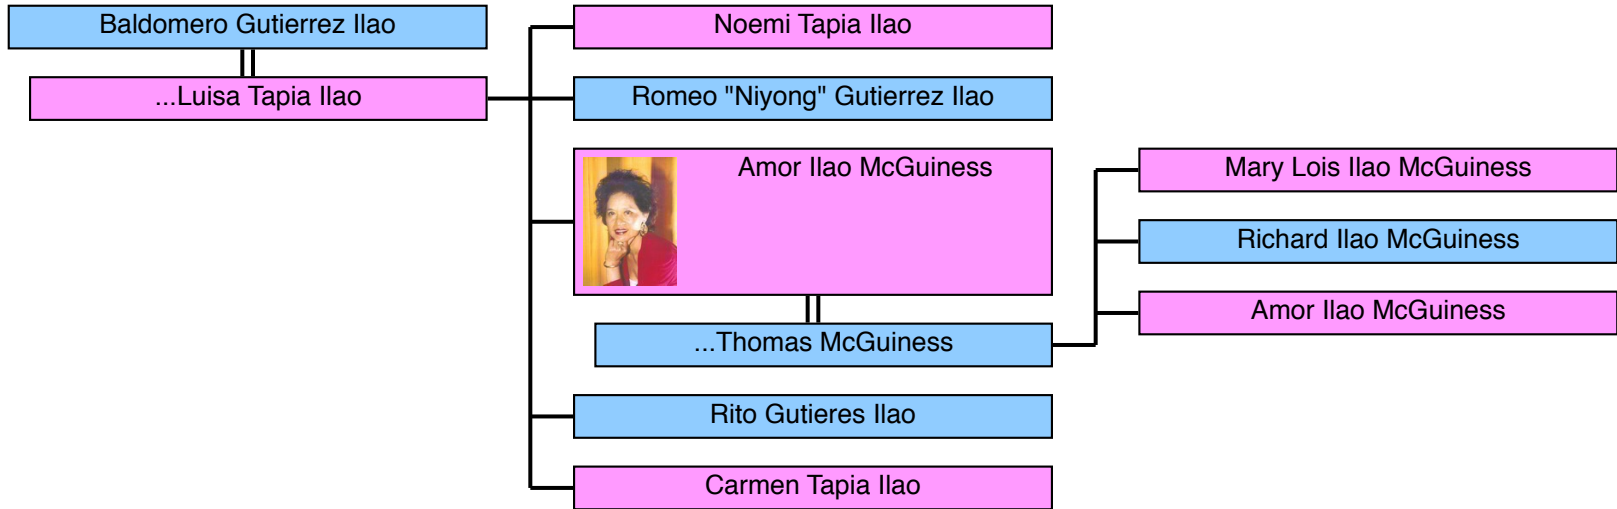 Baldomero Gutierrez Ilao
...Luisa Tapia Ilao
Noemi Tapia Ilao
Romeo "Niyong" Gutierrez Ilao
Amor Ilao McGuiness
...Thomas McGuiness
Mary Lois Ilao McGuiness
Richard Ilao McGuiness
Amor Ilao McGuiness
Rito Gutieres Ilao
Carmen Tapia Ilao